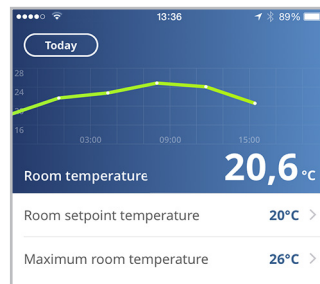 13:36 89%
Today
28
24
20
16
03:00 09:00 15:00
Room temperature 20,6 °C
Room setpoint temperature 20°C
Maximum room temperature 26°C